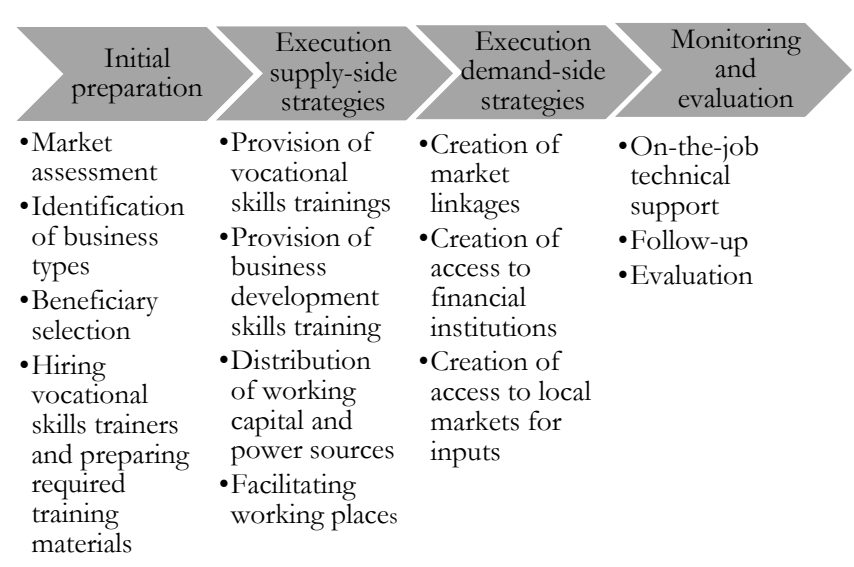 Initial
preparation
•Market
assessment
•Identification
of business
types
•Beneficiary
selection
•Hiring
vocational
skills trainers
and preparing
required
training
materials
Execution
supply-side
strategies
•Provision of
vocational
skills trainings
•Provision of
business
development
skills training
•Distribution
of working
capital and
power sources
•Facilitating
working places
Execution
demand-side
strategies
•Creation of
market
linkages
•Creation of
access to
financial
institutions
•Creation of
access to local
markets for
inputs
Monitoring
and
evaluation
•On-the-job
technical
support
•Follow-up
•Evaluation